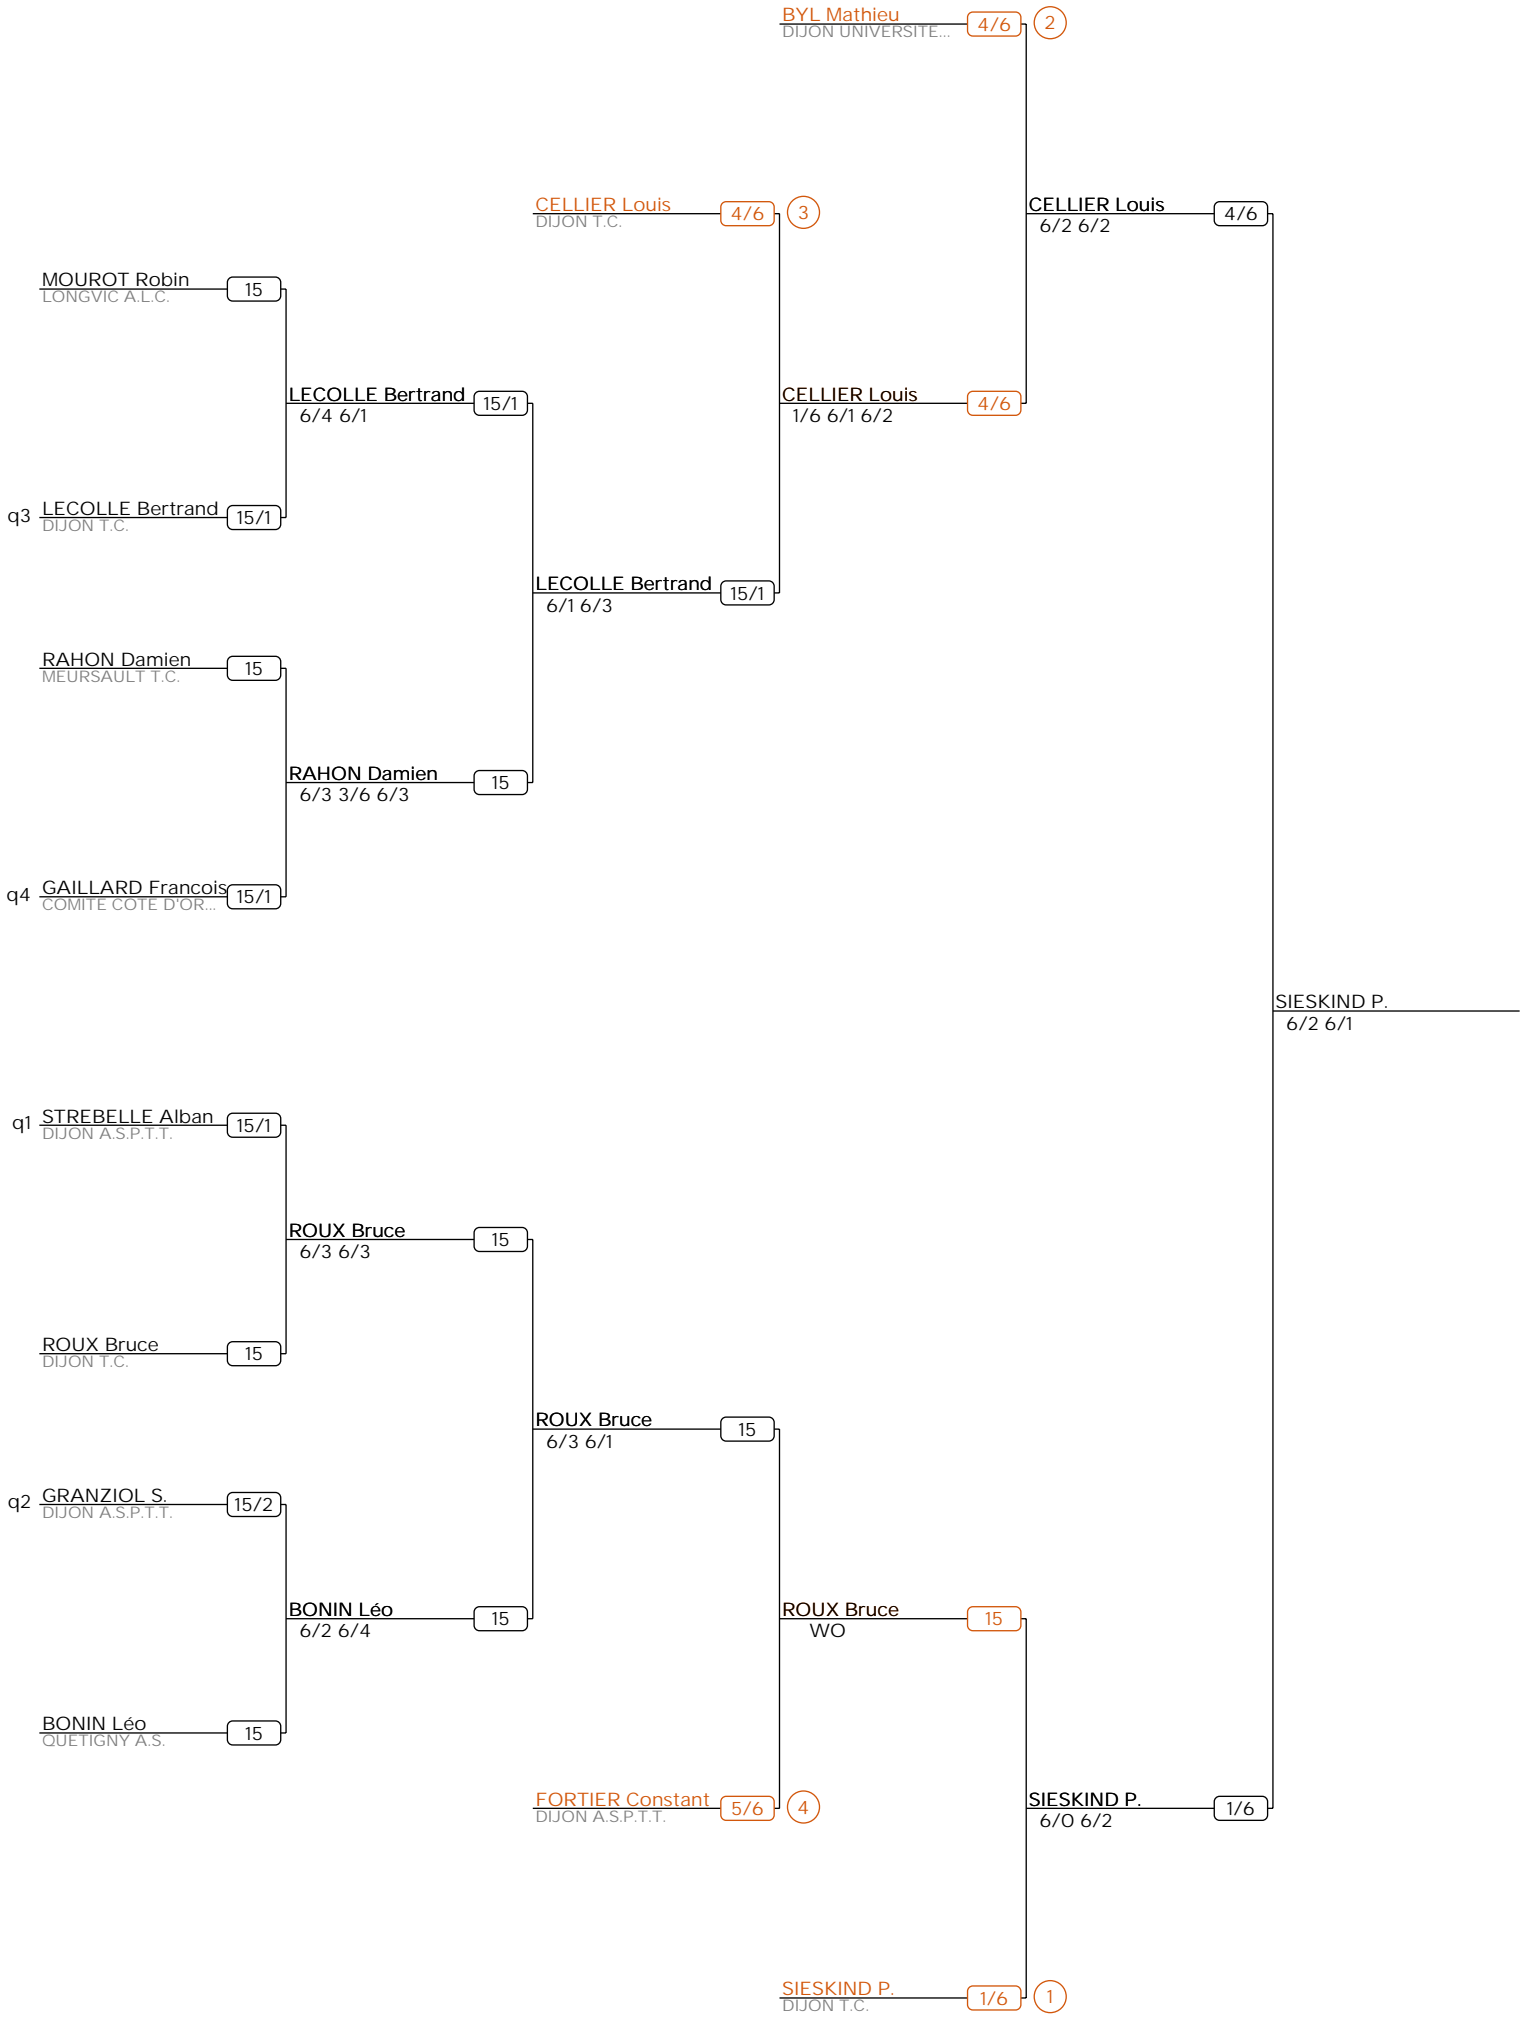 BYL Mathieu
4/6
2
DIJON UNIVERSITE...
CELLIER Louis
4/6
3
DIJON T.C.
CELLIER Louis
4/6
6/2 6/2
MOUROT Robin
15
LONGVIC A.L.C.
LECOLLE Bertrand
15/1
6/4 6/1
CELLIER Louis
4/6
1/6 6/1 6/2
q3
LECOLLE Bertrand
15/1
DIJON T.C.
LECOLLE Bertrand
15/1
6/1 6/3
RAHON Damien
15
MEURSAULT T.C.
RAHON Damien
15
6/3 3/6 6/3
q4
GAILLARD Francois
15/1
COMITE COTE D'OR...
SIESKIND P.
6/2 6/1
q1
STREBELLE Alban
15/1
DIJON A.S.P.T.T.
ROUX Bruce
15
6/3 6/3
ROUX Bruce
15
DIJON T.C.
ROUX Bruce
15
6/3 6/1
q2
GRANZIOL S.
15/2
DIJON A.S.P.T.T.
BONIN Léo
15
6/2 6/4
ROUX Bruce
15
WO
BONIN Léo
15
QUETIGNY A.S.
FORTIER Constant
5/6
4
DIJON A.S.P.T.T.
SIESKIND P.
1/6
6/0 6/2
SIESKIND P.
1/6
1
DIJON T.C.